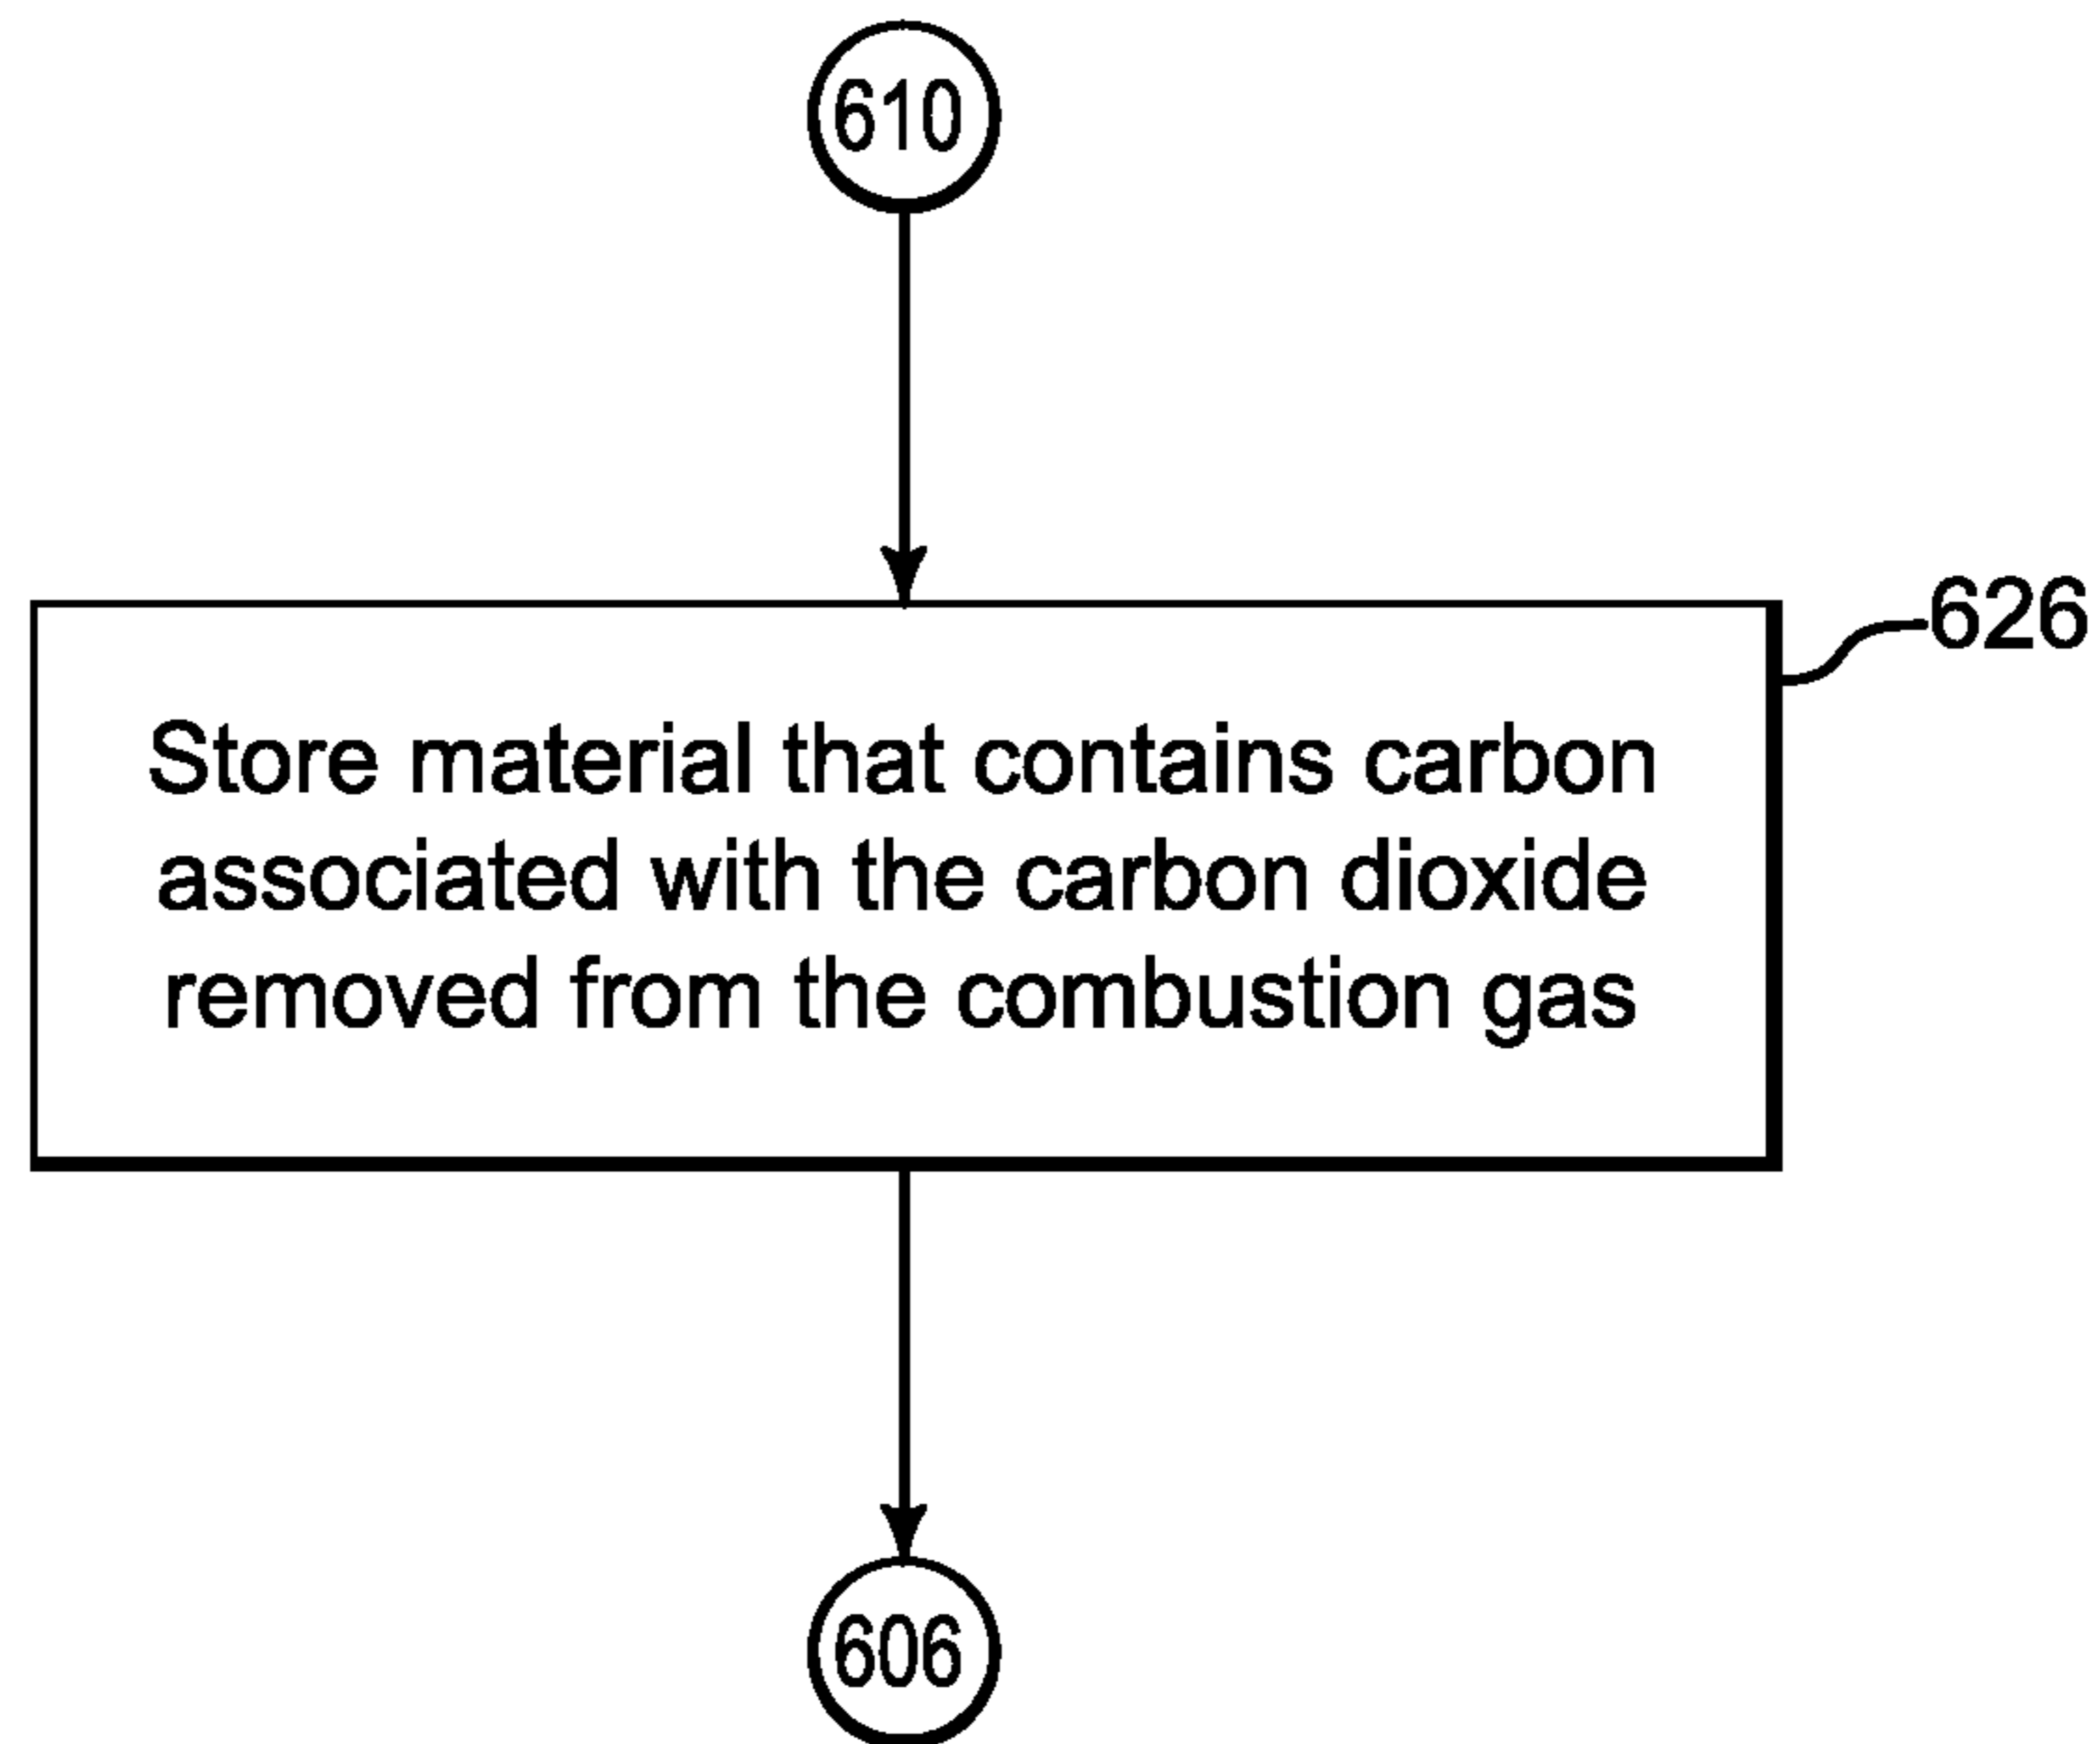 610
626
Store material that contains carbon
associated with the carbon dioxide
removed from the combustion gas
606